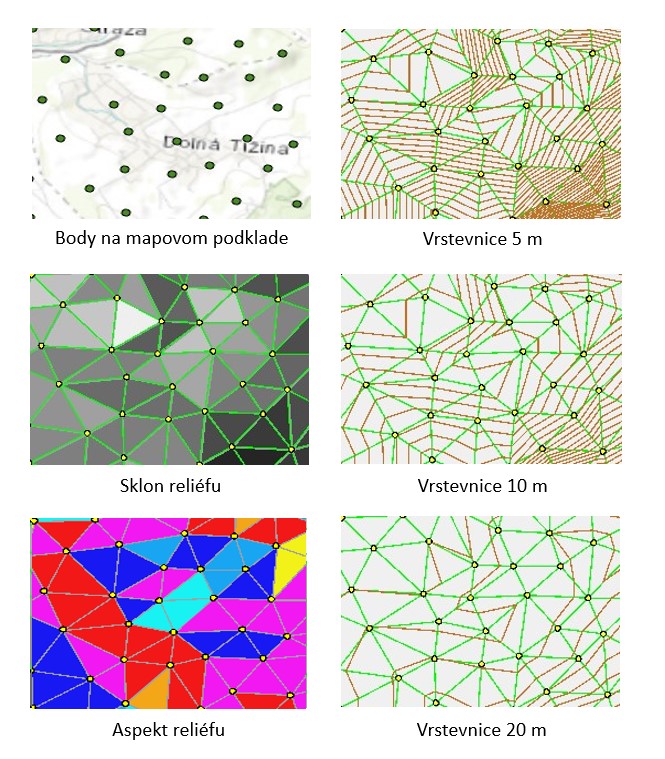 Dolná Tižina
Body na mapovom podklade
Vrstevnice 5 m
Sklon reliéfu
Vrstevnice 10 m
Aspekt reliéfu
Vrstevnice 20 m